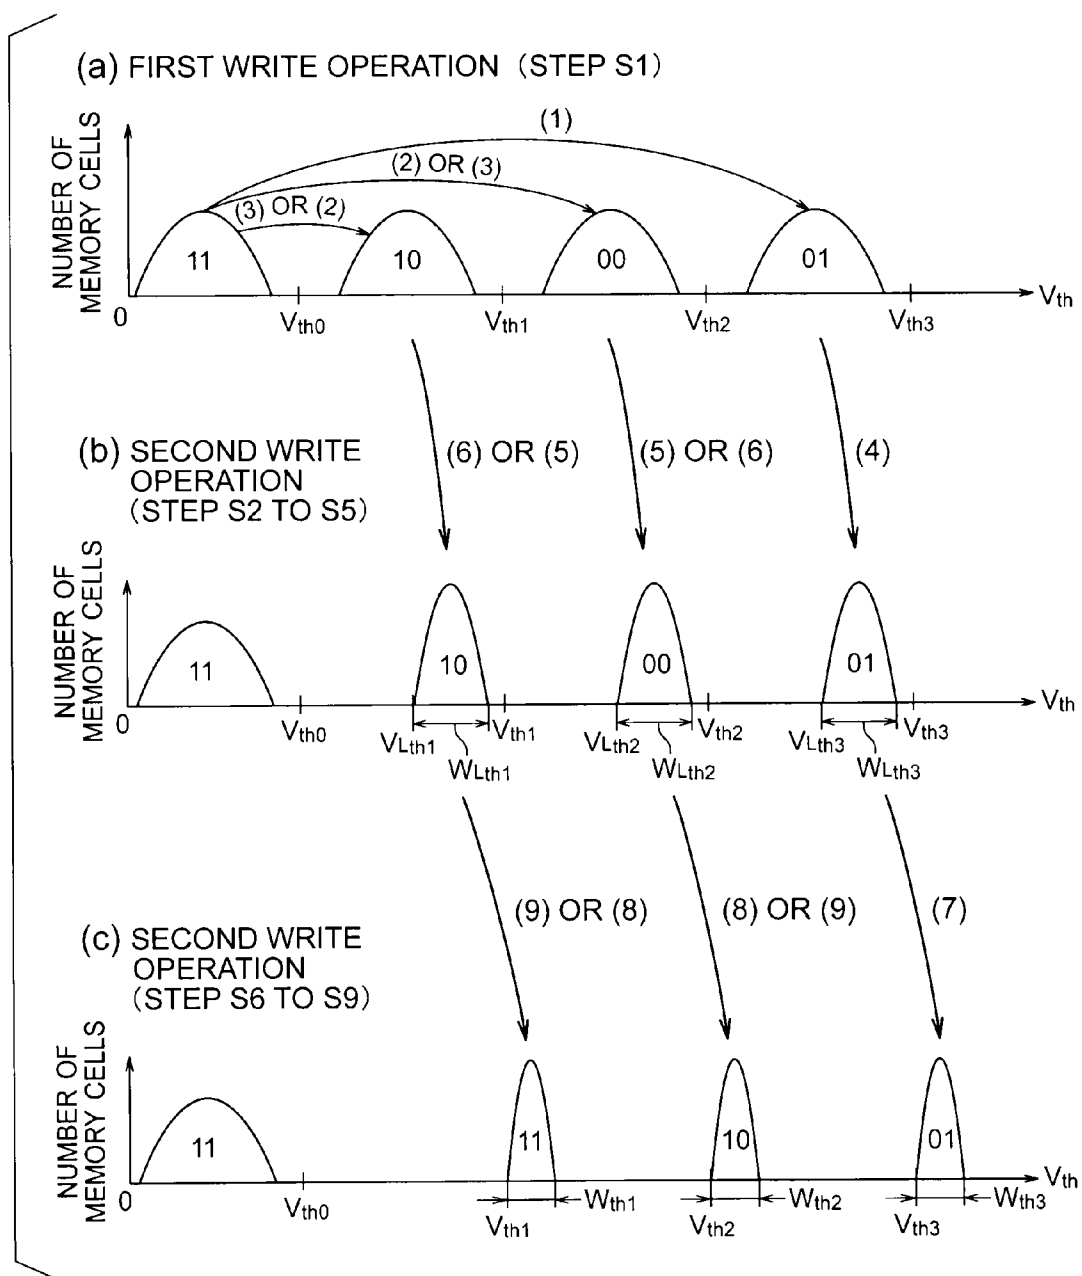 (a) FIRST WRITE OPERATION (STEP S1)
NUMBER OF
MEMORY CELLS
(1)
(2) OR (3)
(3) OR (2)
11
10
00
01
0
Vth0
Vth1
Vth2
Vth3
Vth
(b) SECOND WRITE
OPERATION
(STEP S2 TO S5)
(6) OR (5)
(5) OR (6)
(4)
NUMBER OF
MEMORY CELLS
11
10
00
01
0
Vth0
VLth1
Vth1
VLth2
Vth2
VLth3
Vth3
Vth
WLth1
WLth2
WLth3
(c) SECOND WRITE
OPERATION
(STEP S6 TO S9)
(9) OR (8)
(8) OR (9)
(7)
NUMBER OF
MEMORY CELLS
11
11
10
01
0
Vth0
Vth1
Wth1
Vth2
Wth2
Vth3
Wth3
Vth